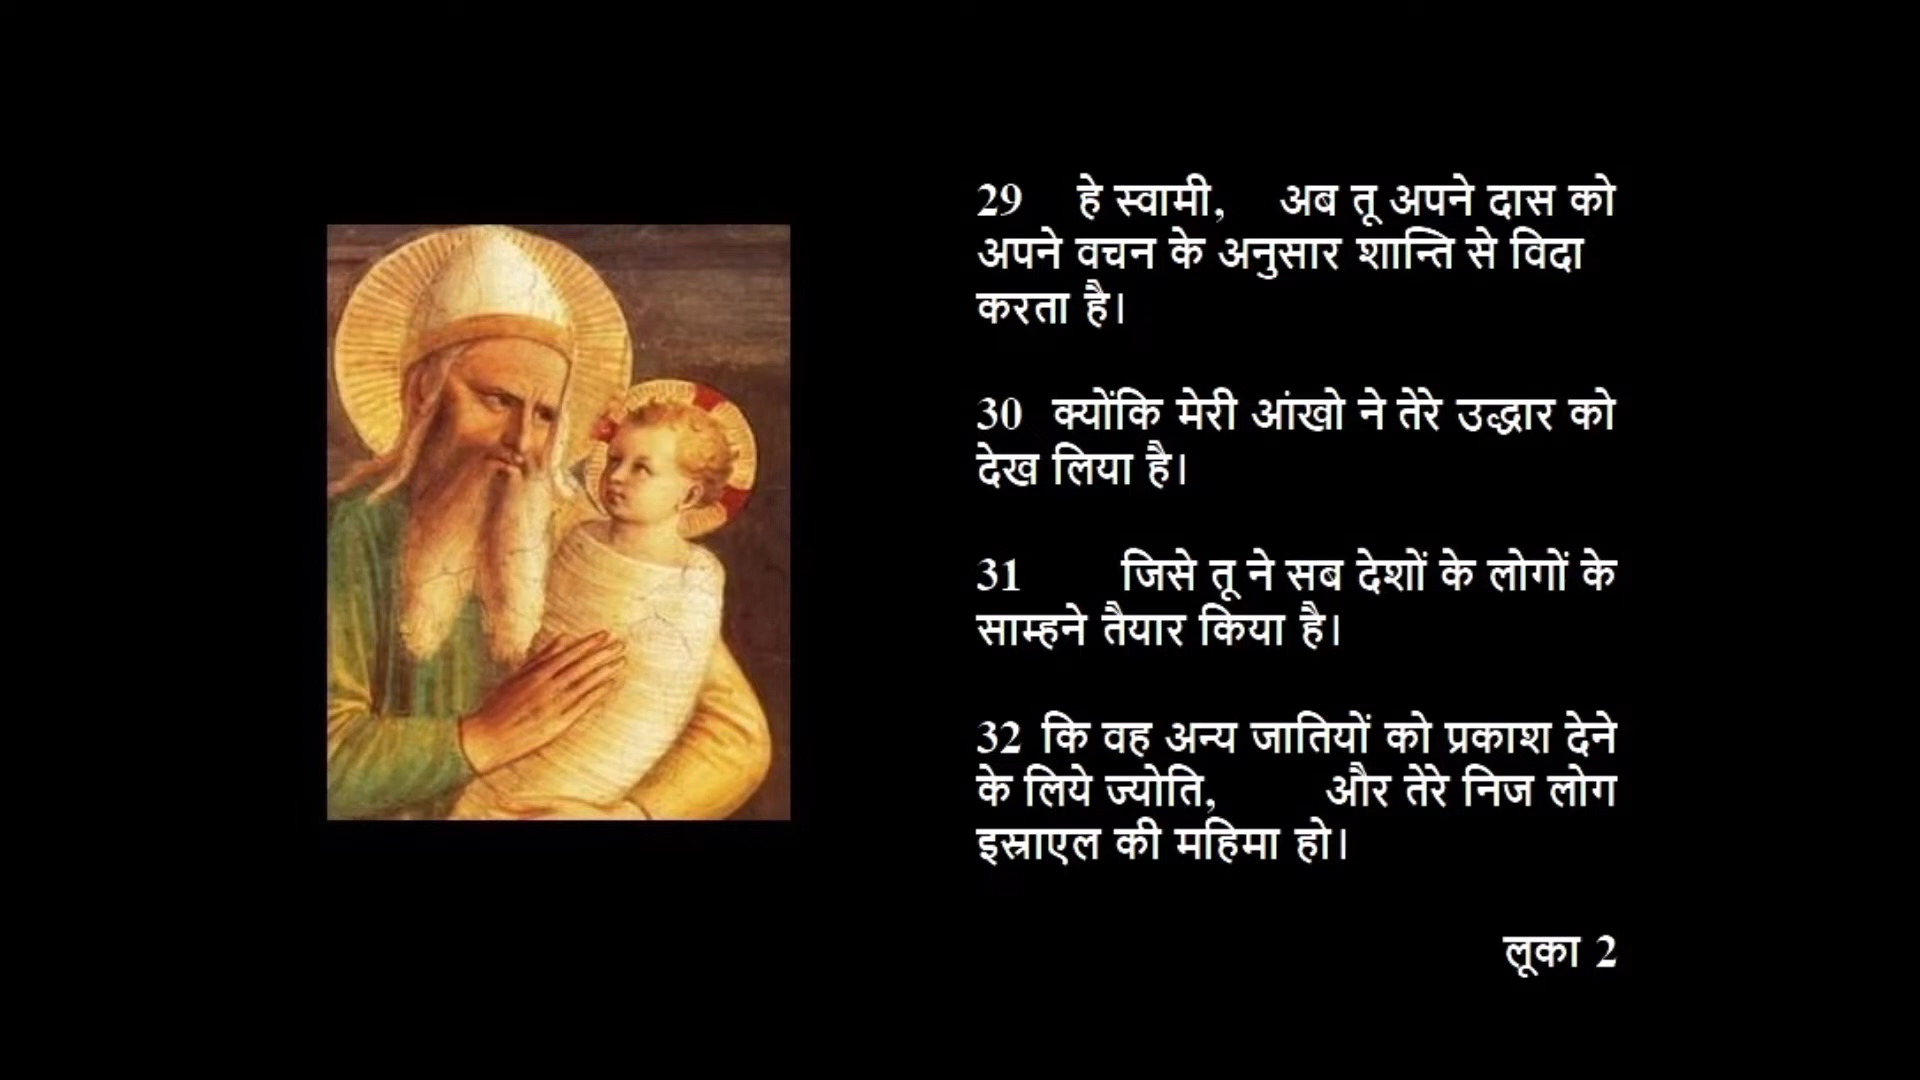 29 हे स्वामी, अब तू अपने दास को
अपने वचन के अनुसार शान्ति से विदा
करता है।
30 क्योंकि मेरी आंखो ने तेरे उद्धार को
देख लिया है।
31 जिसे तू ने सब देशों के लोगों के
साम्हने तैयार किया है।
32 कि वह अन्य जातियों को प्रकाश देने
के लिये ज्योति, और तेरे निज लोग
इस्राएल की महिमा हो।
लूका 2